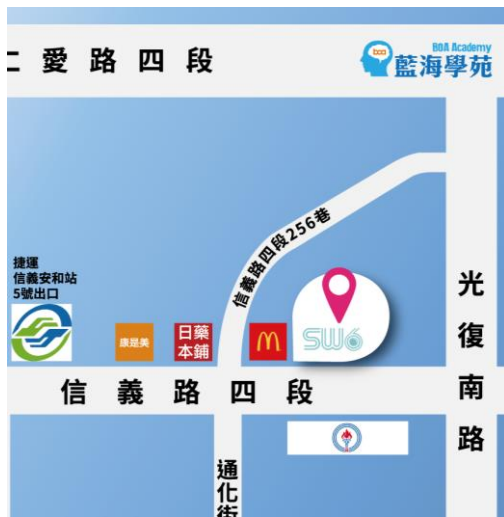 仁愛路四段
boa
BOA Academy
藍海學苑
信義路四段256巷
捷運
信義安和站
5號出口
康是美
日藥
本鋪
SW6
光復南路
信義路四段
通化街